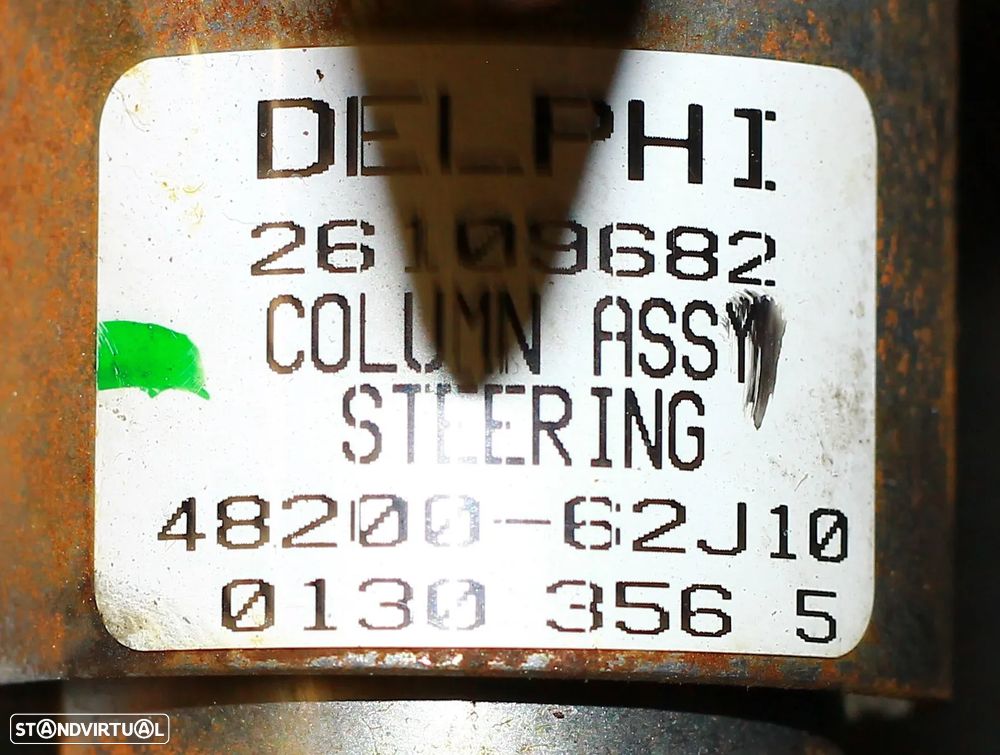 DELPHI
26109682
COLUMN ASSY
STEERING
48200-62J10
0130 356 5
STANDVIRTUAL